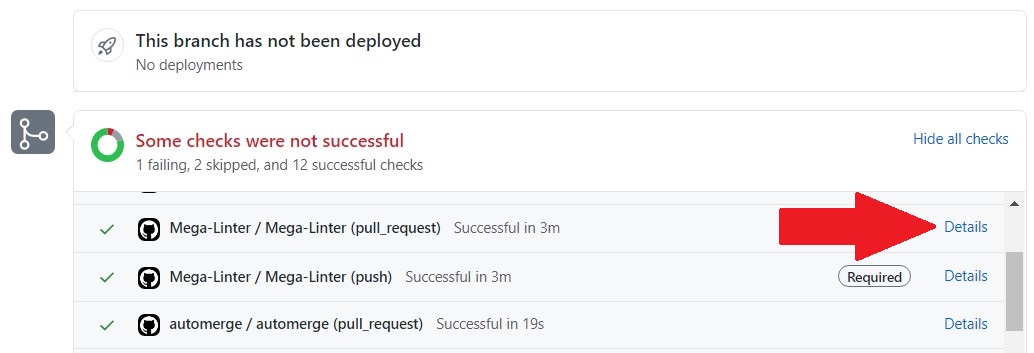 This branch has not been deployed
No deployments
Some checks were not successful
Hide all checks
1 failing, 2 skipped, and 12 successful checks
Mega-Linter / Mega-Linter (pull_request) Successful in 3m Details
Mega-Linter / Mega-Linter (push) Successful in 3m Required Details
automerge / automerge (pull_request) Successful in 19s Details